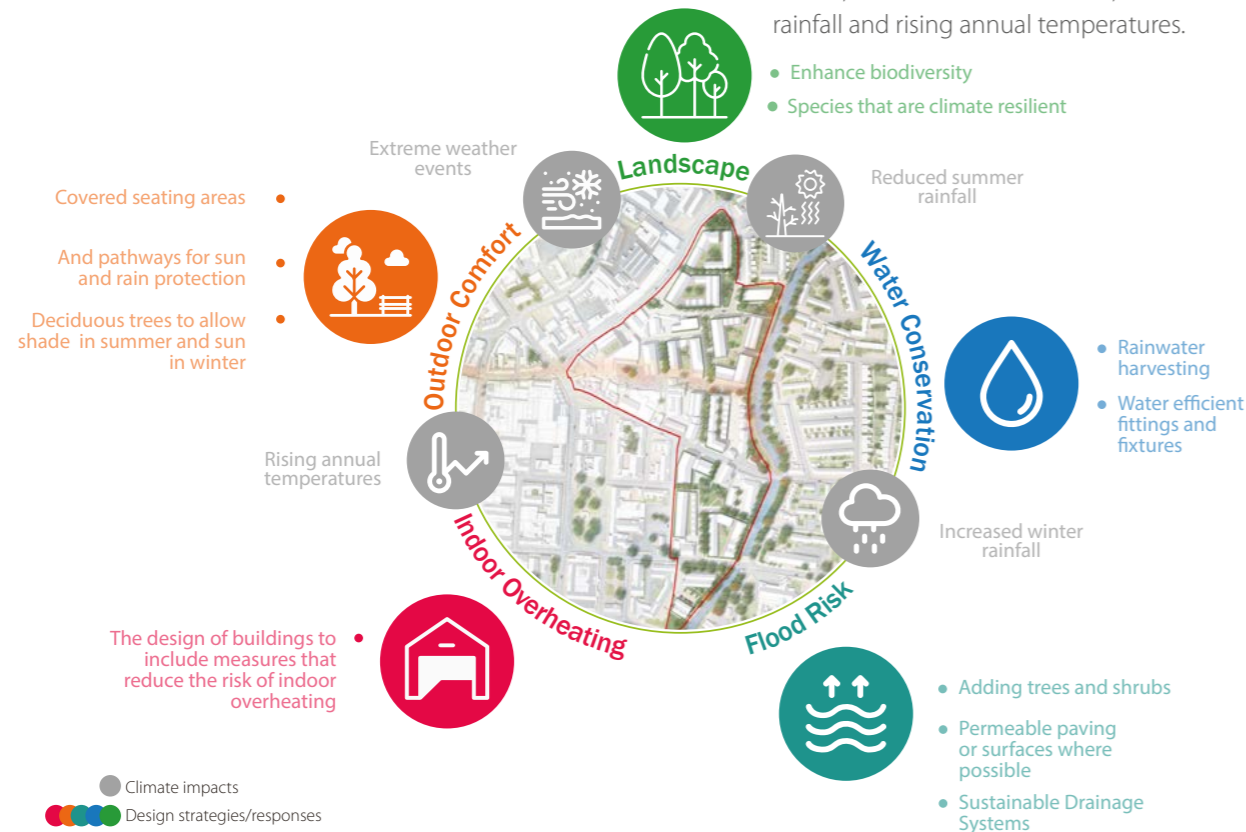 rainfall and rising annual temperatures.
Enhance biodiversity
Species that are climate resilient
Landscape
Extreme weather
events
Reduced summer
rainfall
Covered seating areas
And pathways for sun
and rain protection
Deciduous trees to allow
shade in summer and sun
in winter
Outdoor Comfort
Water Conservation
Rainwater
harvesting
Water efficient
fittings and
fixtures
Rising annual
temperatures
Increased winter
rainfall
Indoor Overheating
Flood Risk
The design of buildings to
include measures that
reduce the risk of indoor
overheating
Adding trees and shrubs
Permeable paving
or surfaces where
possible
Sustainable Drainage
Systems
Climate impacts
Design strategies/responses